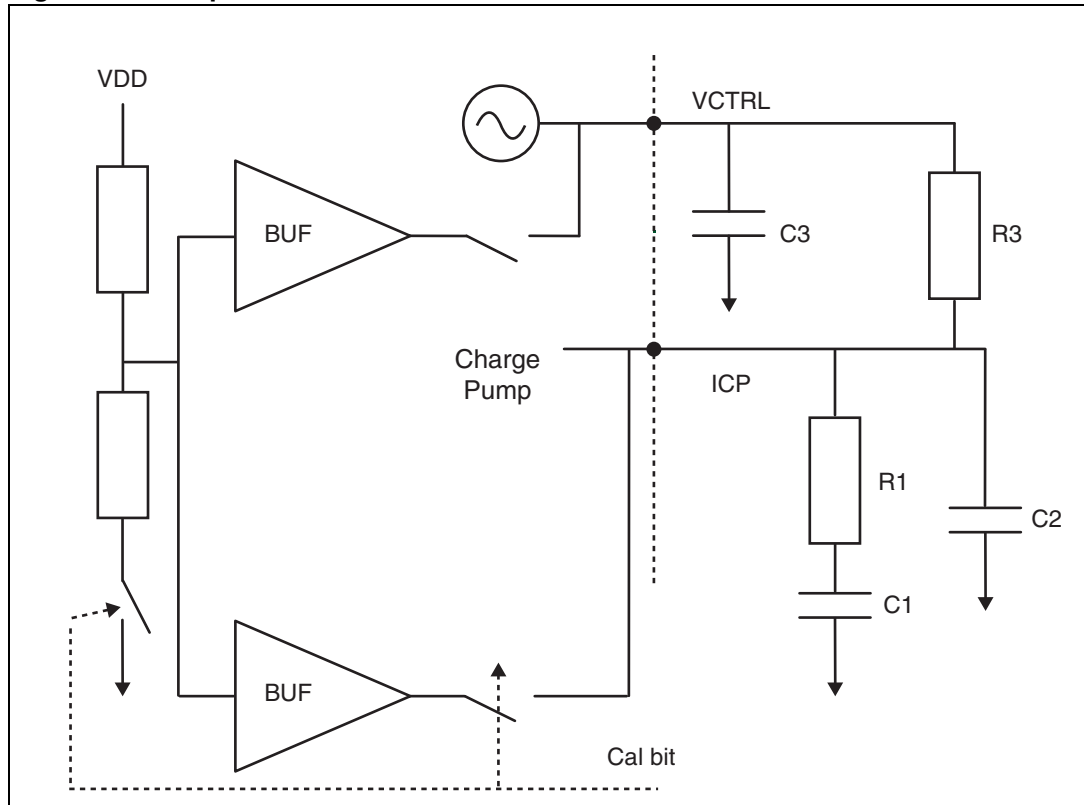 VDD
VCTRL
BUF
C3
R3
Charge
Pump
ICP
R1
C2
C1
BUF
Cal bit